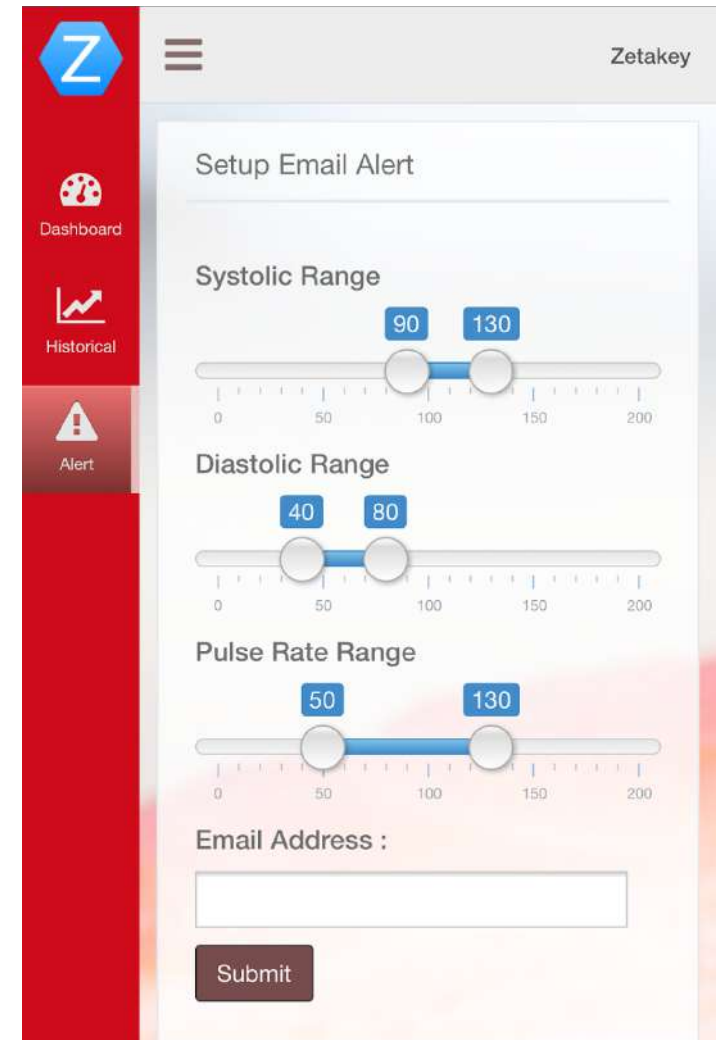 Z
Zetakey
Dashboard
Historical
Alert
Setup Email Alert
Systolic Range
90 130
0 50 100 150 200
Diastolic Range
40 80
0 50 100 150 200
Pulse Rate Range
50 130
0 50 100 150 200
Email Address :
Submit